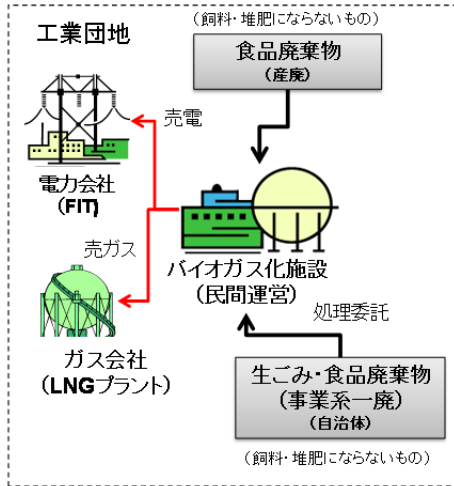 (飼料・堆肥にならないもの)
工業団地
食品廃棄物
(産廃)
売電
電力会社
(FIT)
売ガス
バイオガス化施設
(民間運営)
処理委託
ガス会社
(LNGプラント)
生ごみ・食品廃棄物
(事業系一廃)
(自治体)
(飼料・堆肥にならないもの)